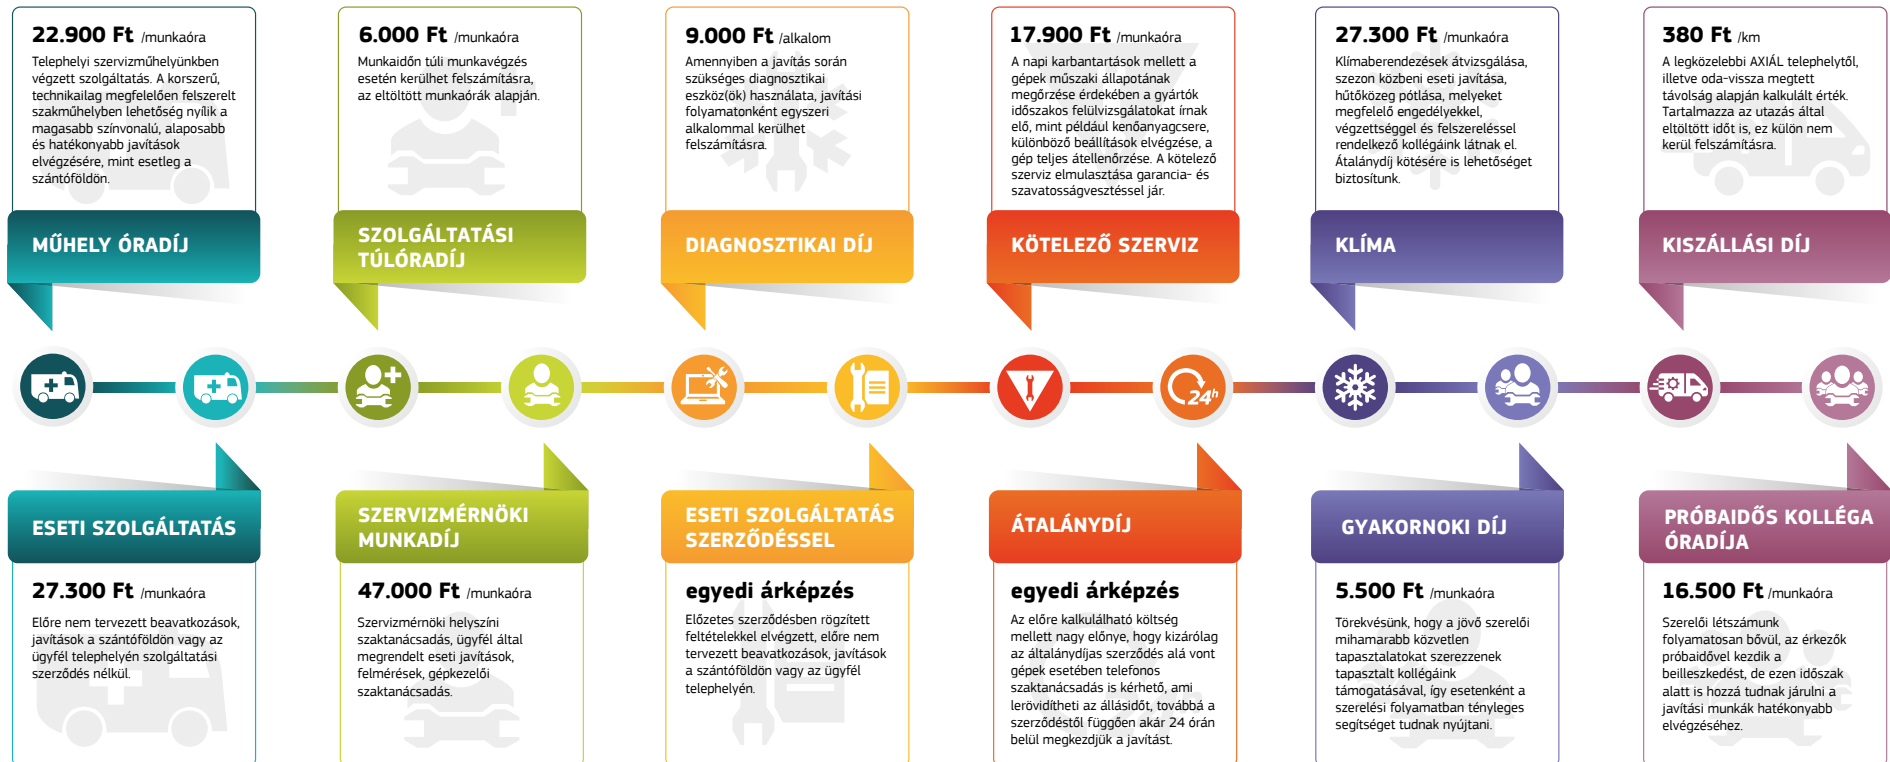 22.900 Ft /munkaóra
Telephelyi szervizműhelyünkben
végzett szolgáltatás. A korszerű,
technikailag megfelelően felszerelt
szakműhelyben lehetőség nyílik a
magasabb színvonalú, alaposabb
és hatékonyabb javítások
elvégzésére, mint esetleg a
szántóföldön.
MŰHELY ÓRADÍJ
6.000 Ft /munkaóra
Munkaidőn túli munkavégzés
esetén kerülhet felszámításra,
az eltöltött munkaórák alapján.
SZOLGÁLTATÁSI
TÚLÓRADÍJ
9.000 Ft /alkalom
Amennyiben a javítás során
szükséges diagnosztikai
eszköz(ök) használata, javítási
folyamatonként egyszeri
alkalommal kerülhet
felszámításra.
DIAGNOSZTIKAI DÍJ
17.900 Ft /munkaóra
A napi karbantartások mellett a
gépek műszaki állapotának
megőrzése érdekében a gyártók
időszakos felülvizsgálatokat írnak
elő, mint például kenőanyagcsere,
különböző beállítások elvégzése, a
gép teljes átellenőrzése. A kötelező
szerviz elmulasztása garancia- és
szavatosságvesztéssel jár.
KÖTELEZŐ SZERVIZ
27.300 Ft /munkaóra
Klímaberendezések átvizsgálása,
szezon közbeni eseti javítása,
hűtőközeg pótlása, melyeket
megfelelő engedélyekkel,
végzettséggel és felszereléssel
rendelkező kollégáink látnak el.
Átalánydíj kötésére is lehetőséget
biztosítunk.
KLÍMA
380 Ft /km
A legközelebbi AXIÁL telephelytől,
illetve oda-vissza megtett
távolság alapján kalkulált érték.
Tartalmazza az utazás által
eltöltött időt is, ez külön nem
kerül felszámításra.
KISZÁLLÁSI DÍJ
24h
ESETI SZOLGÁLTATÁS
27.300 Ft /munkaóra
Előre nem tervezett beavatkozások,
javítások a szántóföldön vagy az
ügyfél telephelyén szolgáltatási
szerződés nélkül.
SZERVIZMÉRNÖKI
MUNKADÍJ
47.000 Ft /munkaóra
Szervizmérnöki helyszíni
szaktanácsadás, ügyfél által
megrendelt eseti javítások,
felmérések, gépkezelői
szaktanácsadás.
ESETI SZOLGÁLTATÁS
SZERZŐDÉSSEL
egyedi árképzés
Előzetes szerződésben rögzített
feltételekkel elvégzett, előre nem
tervezett beavatkozások, javítások
a szántóföldön vagy az ügyfél
telephelyén.
ÁTALÁNYDÍJ
egyedi árképzés
Az előre kalkulálható költség
mellett nagy előnye, hogy kizárólag
az általánydíjas szerződés alá vont
gépek esetében telefonos
szaktanácsadás is kérhető, ami
lerövidítheti az állásidőt, továbbá a
szerződéstől függően akár 24 órán
belül megkezdjük a javítást.
GYAKORNOKI DÍJ
5.500 Ft /munkaóra
Törekvésünk, hogy a jövő szerelői
mihamarabb közvetlen
tapasztalatokat szerezzenek
tapasztalt kollégáink
támogatásával, így esetenként a
szerelési folyamatban tényleges
segítséget tudnak nyújtani.
PRÓBAIDŐS KOLLÉGA
ÓRADÍJA
16.500 Ft /munkaóra
Szerelői létszámunk
folyamatosan bővül, az érkezők
próbaidővel kezdik a
beilleszkedést, de ezen időszak
alatt is hozzá tudnak járulni a
javítási munkák hatékonyabb
elvégzéséhez.